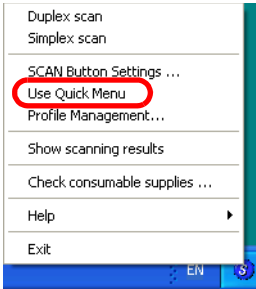 Duplex scan
Simplex scan
SCAN Button Settings ...
Use Quick Menu
Profile Management...
Show scanning results
Check consumable supplies ...
Help
Exit
EN
S